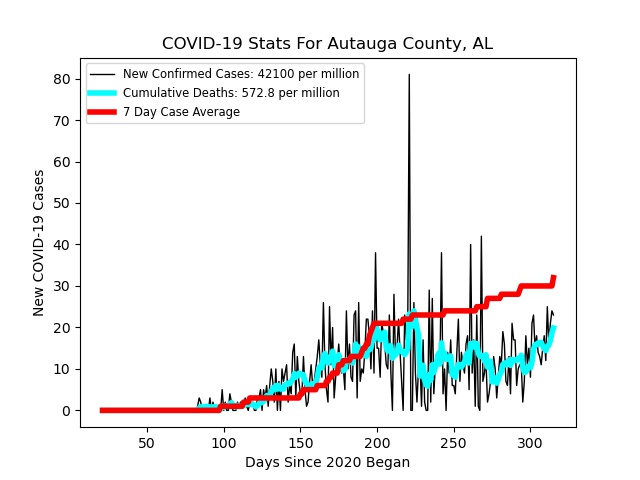 COVID-19 Stats For Autauga County, AL
New Confirmed Cases: 42100 per million
Cumulative Deaths: 572.8 per million
7 Day Case Average
New COVID-19 Cases
80
70
60
50
40
30
20
10
0
50
100
150
200
250
300
Days Since 2020 Began